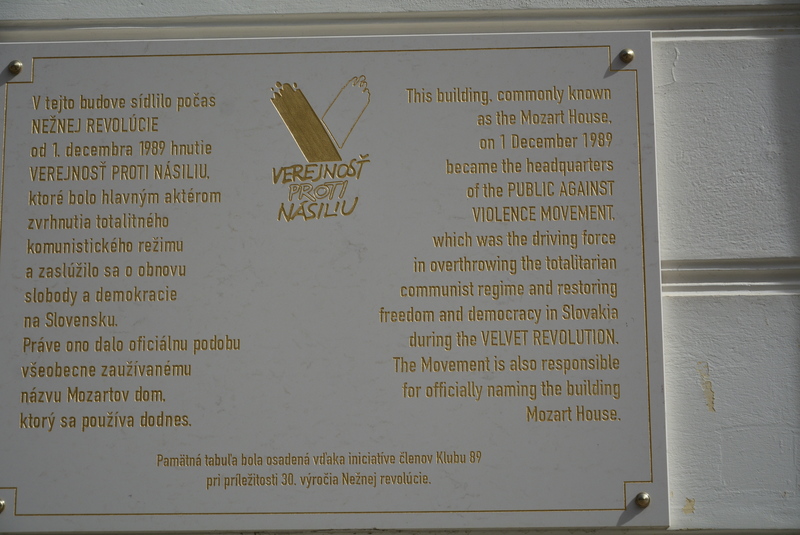 V tejto budove sídlilo počas
NEŽNEJ REVOLÚCIE
od 1. decembra 1989 hnutie
VEREJNOSŤ PROTI NÁSILIU,
ktoré bolo hlavným aktérom
zvrhnutia totalitného
komunistického režimu
a zaslúžilo sa o obnovu
slobody a demokracie
na Slovensku.
Práve ono dalo oficiálnu podobu
všeobecne zaužívanému
názvu Mozartov dom,
ktorý sa používa dodnes.
VEREJNOSŤ
PROTI
NÁSILIU
This building, commonly known
as the Mozart House,
on 1 December 1989
became the headquarters
of the PUBLIC AGAINST
VIOLENCE MOVEMENT,
which was the driving force
in overthrowing the totalitarian
communist regime and restoring
freedom and democracy in Slovakia
during the VELVET REVOLUTION.
The Movement is also responsible
for officially naming the building
Mozart House.
Pamätná tabuľa bola osadená vďaka iniciatíve členov Klubu 89
pri príležitosti 30. výročia Nežnej revolúcie.